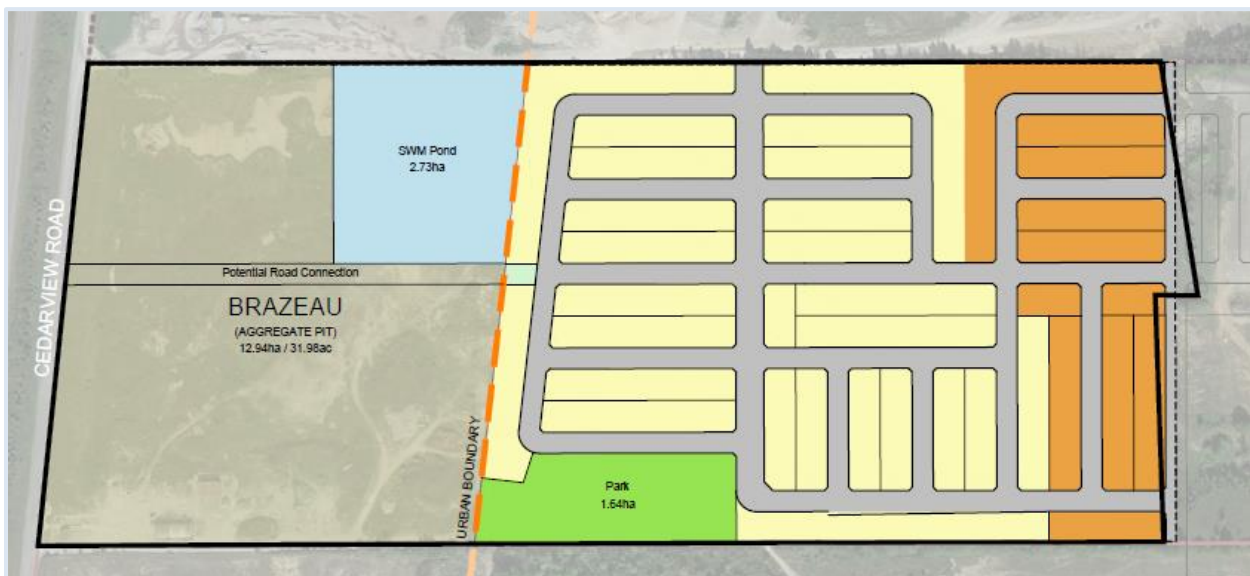 SWM Pond
2.73ha
CEDARVIEW ROAD
Potential Road Connection
BRAZEAU
(AGGREGATE PIT)
12.94ha / 31.98ac
URBAN BOUNDARY
Park
1.64ha